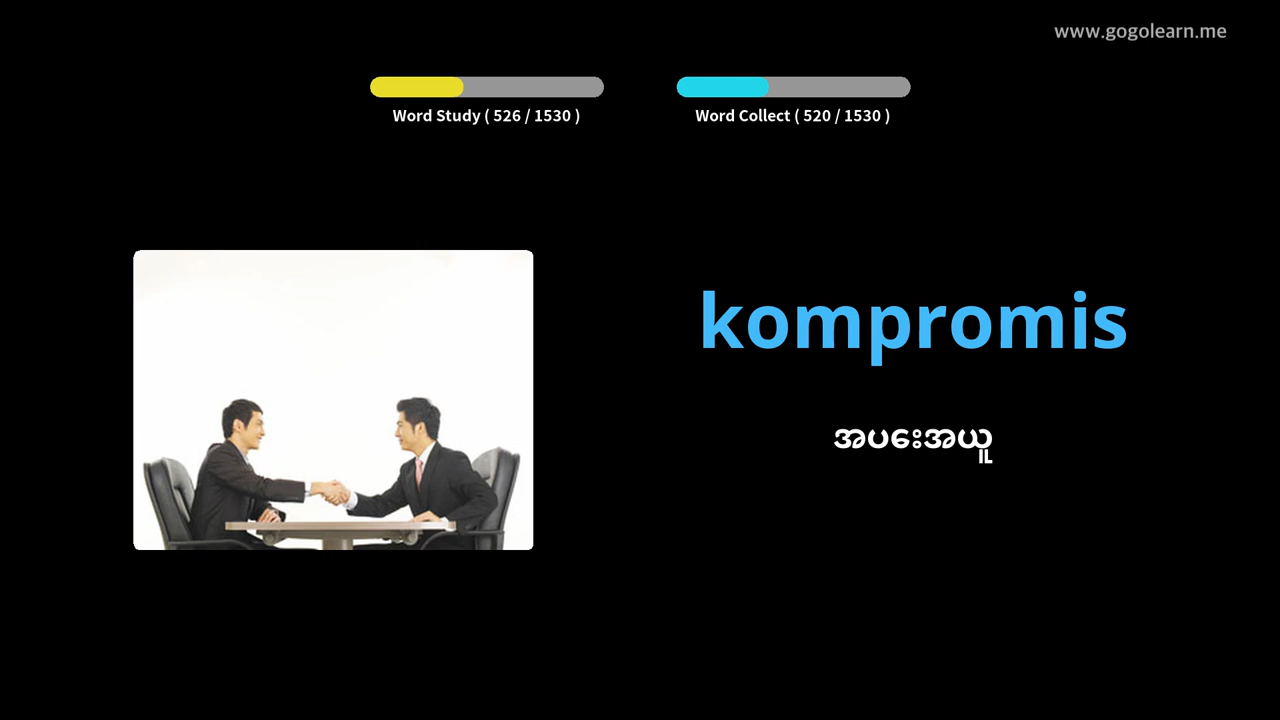 www.gogolearn.me
Word Study ( 526 / 1530 )
Word Collect ( 520 / 1530 )
kompromis
အပေးအယူ